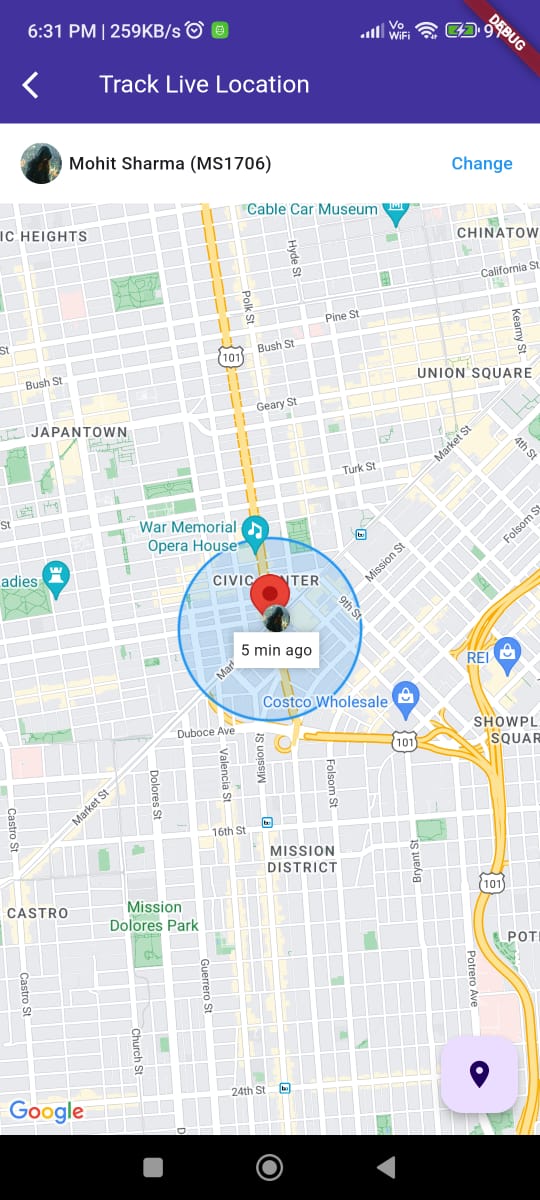 6:31 PM | 259KB/s
Vo
WiFi
DEBUG
Track Live Location
Mohit Sharma (MS1706)
Change
Cable Car Museum
IC HEIGHTS
CHINATOW
Hyde St
California St
Polk St
Pine St
Kearny St
101
Bush St
St
Bush St
UNION SQUARE
Geary St
JAPANTOWN
Market St
4th St
Turk St
Folsom S
St
War Memorial
Opera House
Mission St
adies
CIVIC CENTER
9th St
5 min ago
REI
Mar
Costco Wholesale
SHOWPL
SQUAR
Duboce Ave
101
Valencia St
Mission St
Folsom St
Dolores St
Market St
Castro St
16th St
MISSION
DISTRICT
Bryant St
101
CASTRO
Mission
Dolores Park
POT
Castro St
Guerrero St
Potrero Ave
Church St
24th St
Google
D